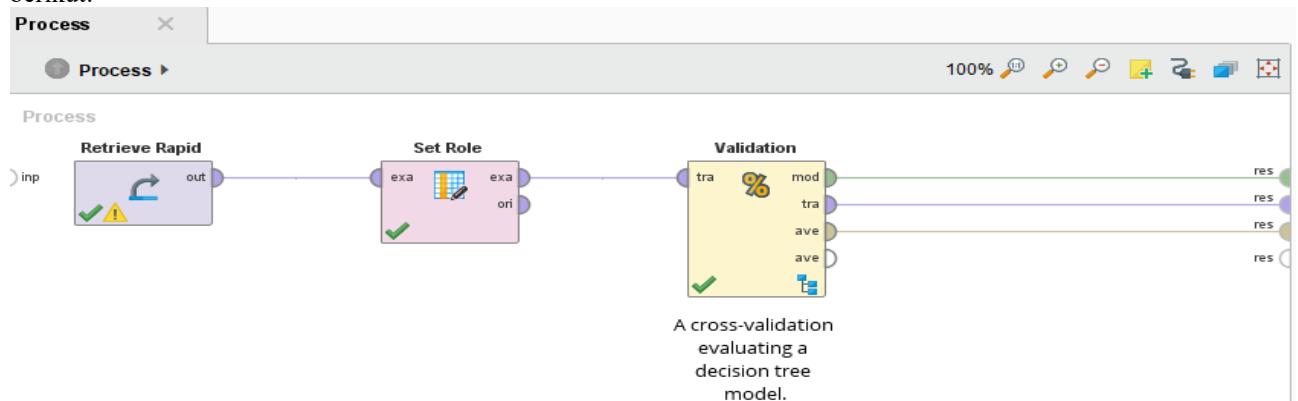 Process
Process
100%
Process
Retrieve Rapid
Set Role
Validation
inp
out
exa
exa
ori
tra
mod
tra
ave
ave
res
res
res
res
A cross-validation
evaluating a
decision tree
model.